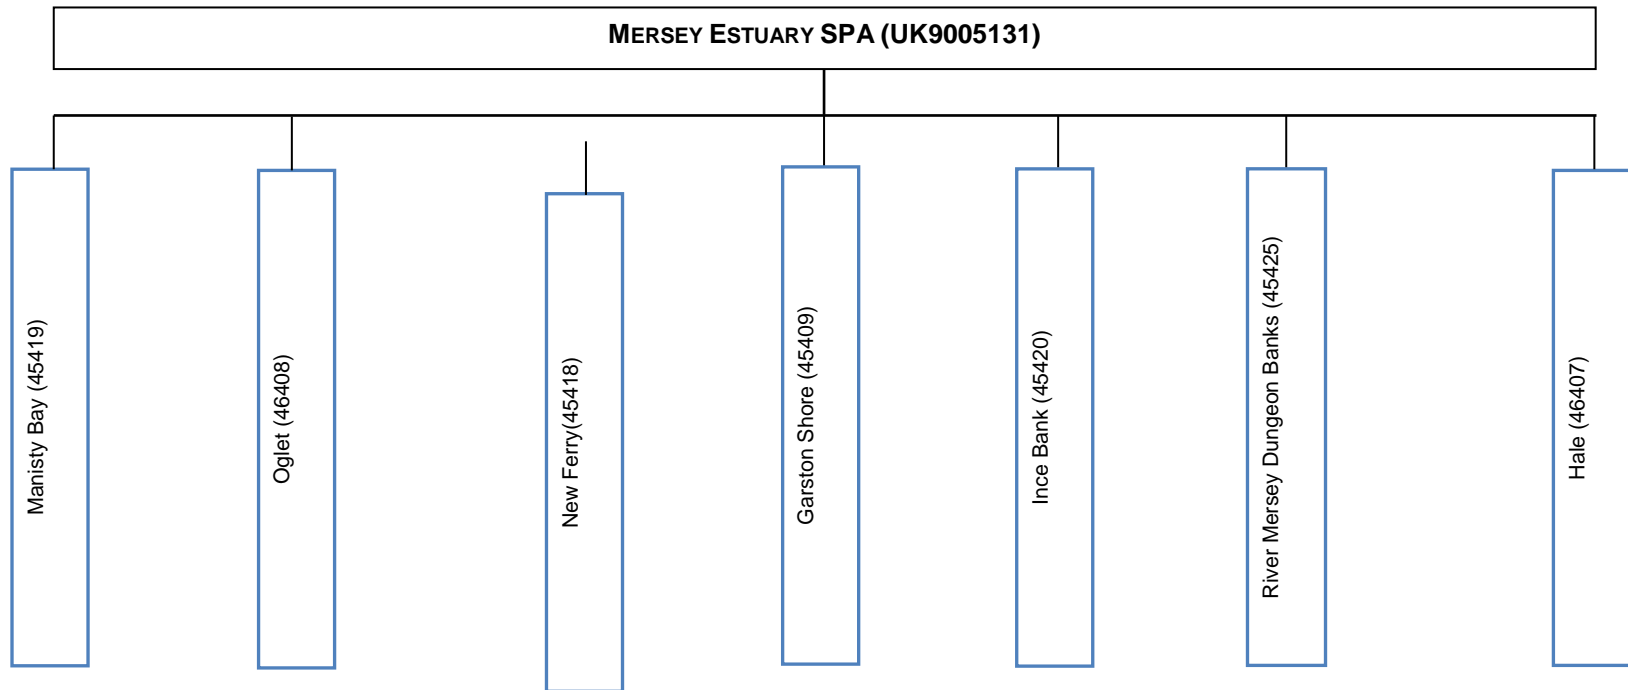 MERSEY ESTUARY SPA (UK9005131)
Manisty Bay (45419)
Oglet (46408)
New Ferry(45418)
Garston Shore (45409)
Ince Bank (45420)
River Mersey Dungeon Banks (45425)
Hale (46407)